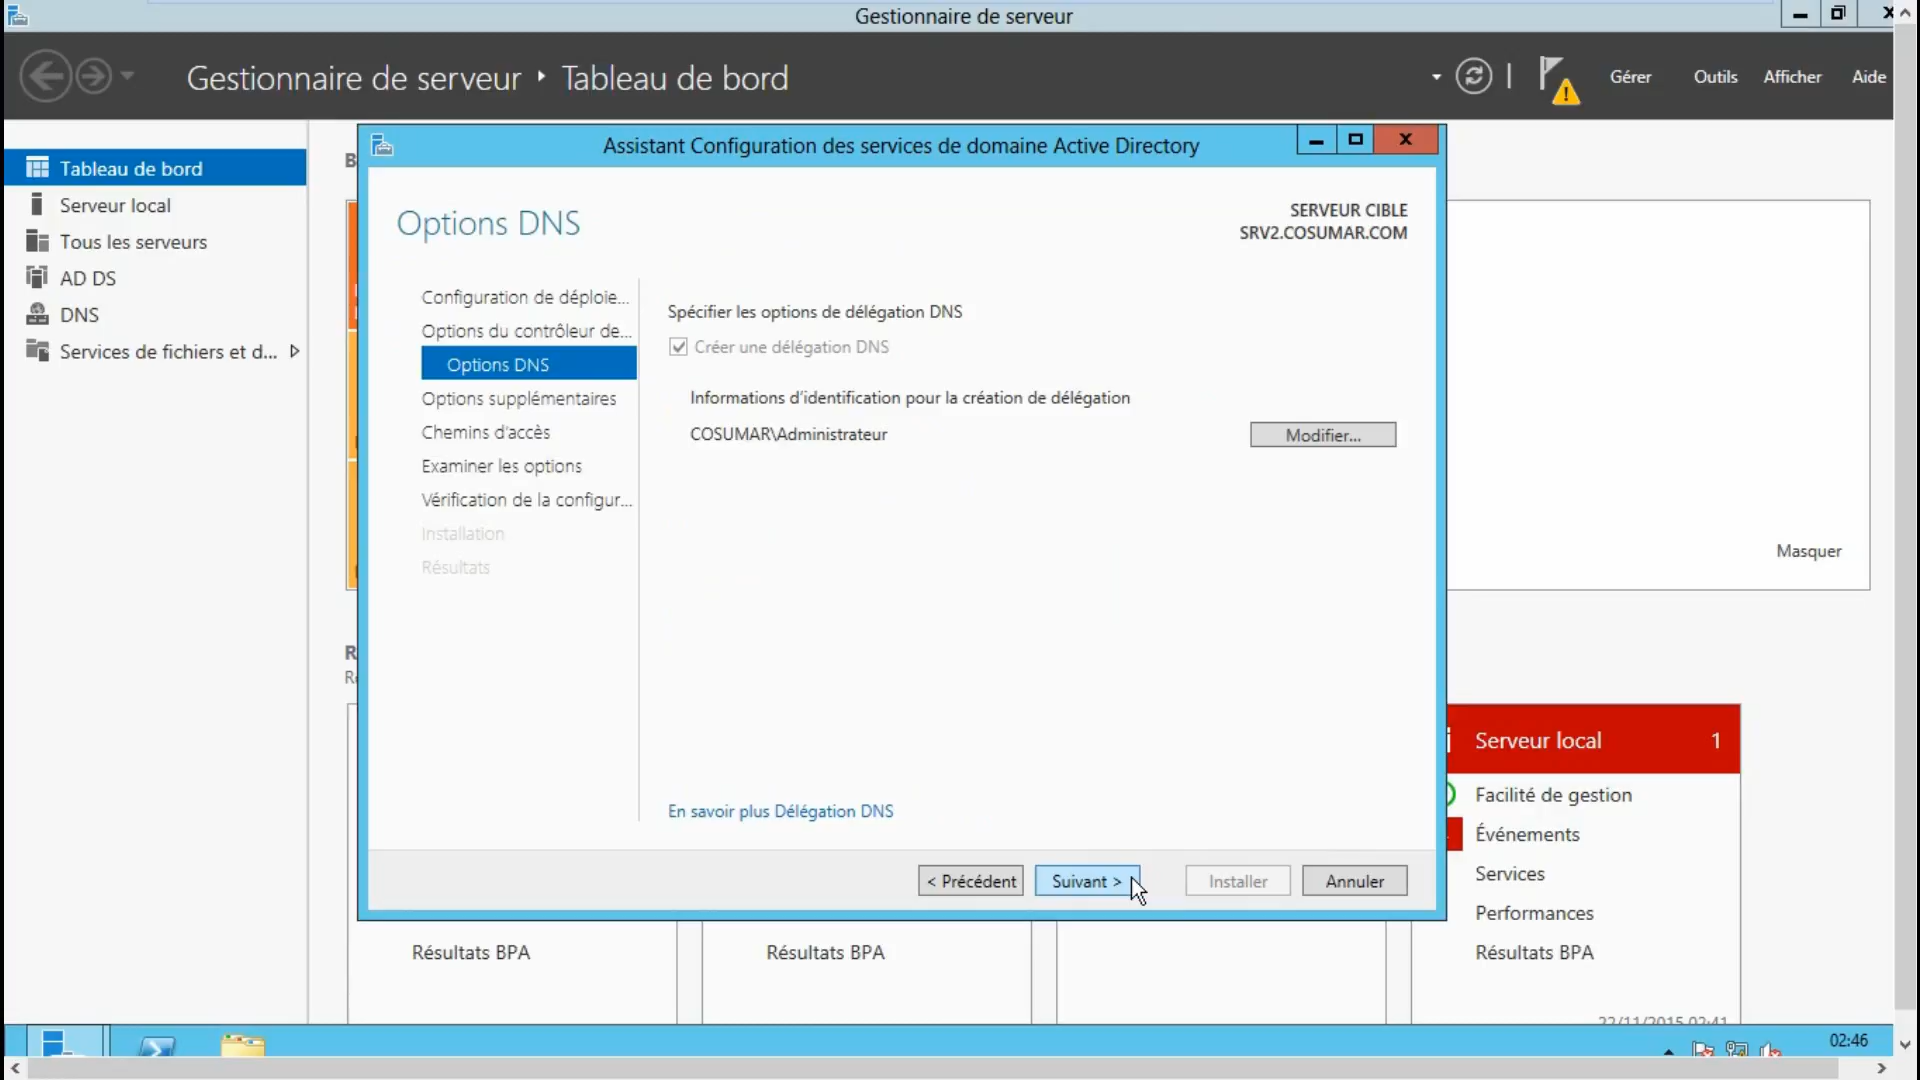 Gestionnaire de serveur
Gestionnaire de serveur ‣ Tableau de bord
Gérer
Outils
Afficher
Aide
Tableau de bord
Serveur local
Tous les serveurs
AD DS
DNS
Services de fichiers et d...
B
Assistant Configuration des services de domaine Active Directory
Options DNS
SERVEUR CIBLE
SRV2.COSUMAR.COM
Configuration de déploie...
Options du contrôleur de...
Options DNS
Options supplémentaires
Chemins d'accès
Examiner les options
Vérification de la configur...
Installation
Résultats
Spécifier les options de délégation DNS
Créer une délégation DNS
Informations d'identification pour la création de délégation
COSUMAR\Administrateur
Modifier...
En savoir plus Délégation DNS
< Précédent
Suivant >
Installer
Annuler
Masquer
R
Serveur local 1
Facilité de gestion
Événements
Services
Performances
Résultats BPA
Résultats BPA
Résultats BPA
22/11/2015 02:41
02:46